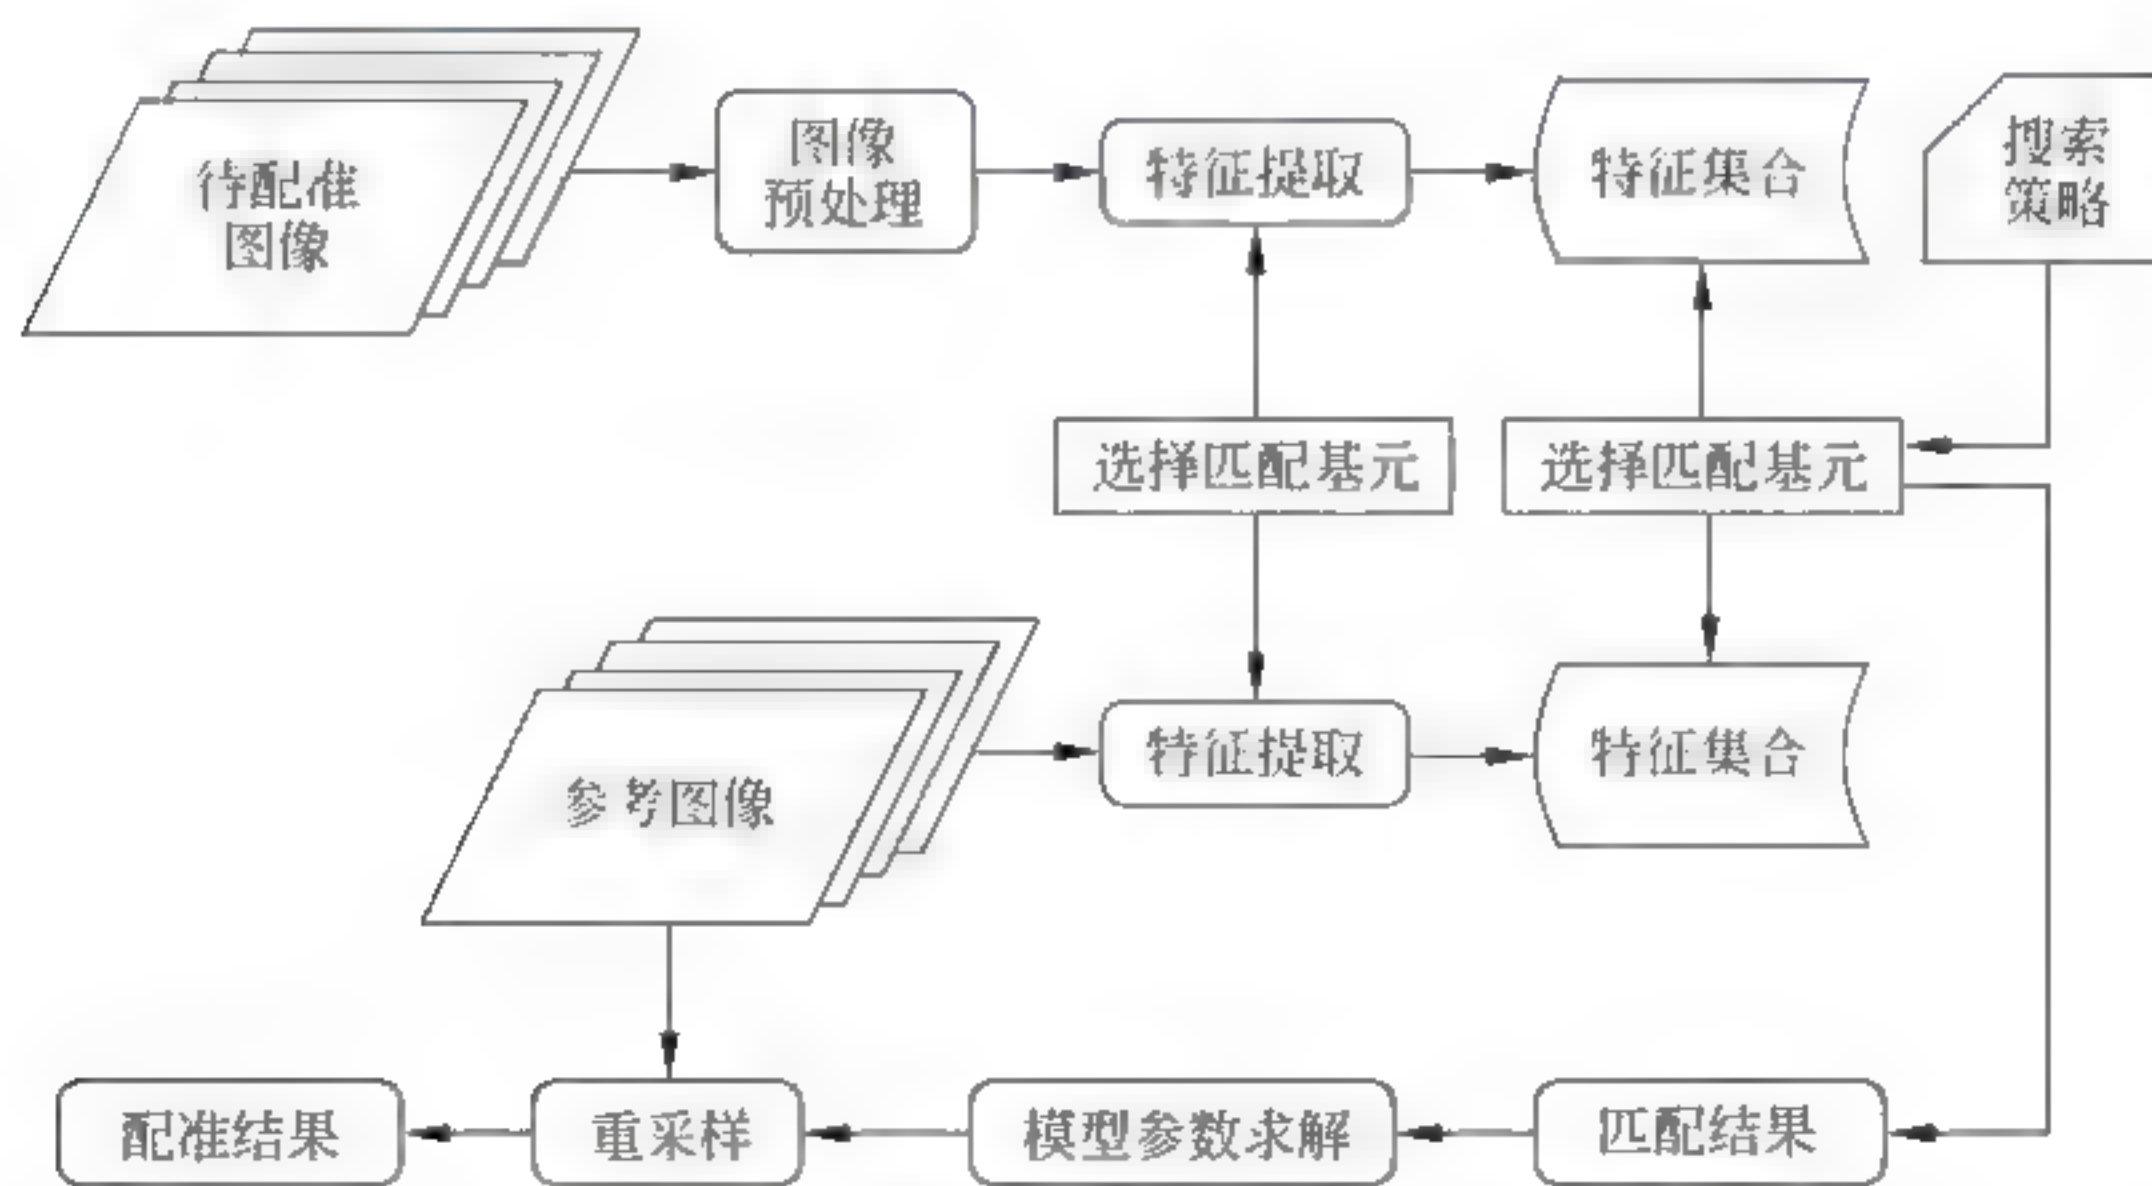 待配准
图像
图像
预处理
特征提取
特征集合
搜索
策略
选择匹配基元
选择匹配基元
参考图像
特征提取
特征集合
配准结果
重采样
模型参数求解
匹配结果